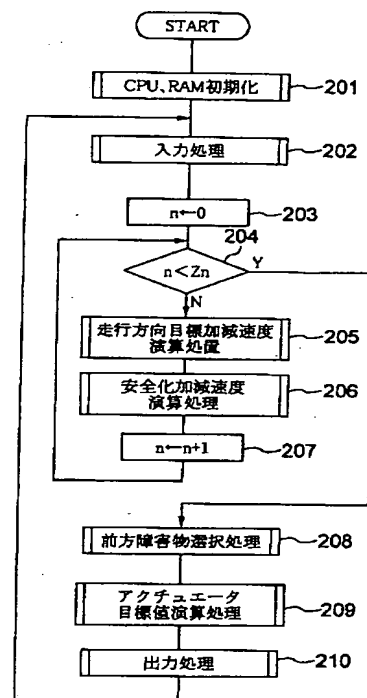 START
CPU、RAM初期化
201
入力処理
202
n←0
203
204
n<Zn
Y
N
走行方向目標加減速度
演算処置
205
安全化加減速度
演算処理
206
n←n+1
207
前方障害物選択処理
208
アクチュエータ
目標値演算処理
209
出力処理
210